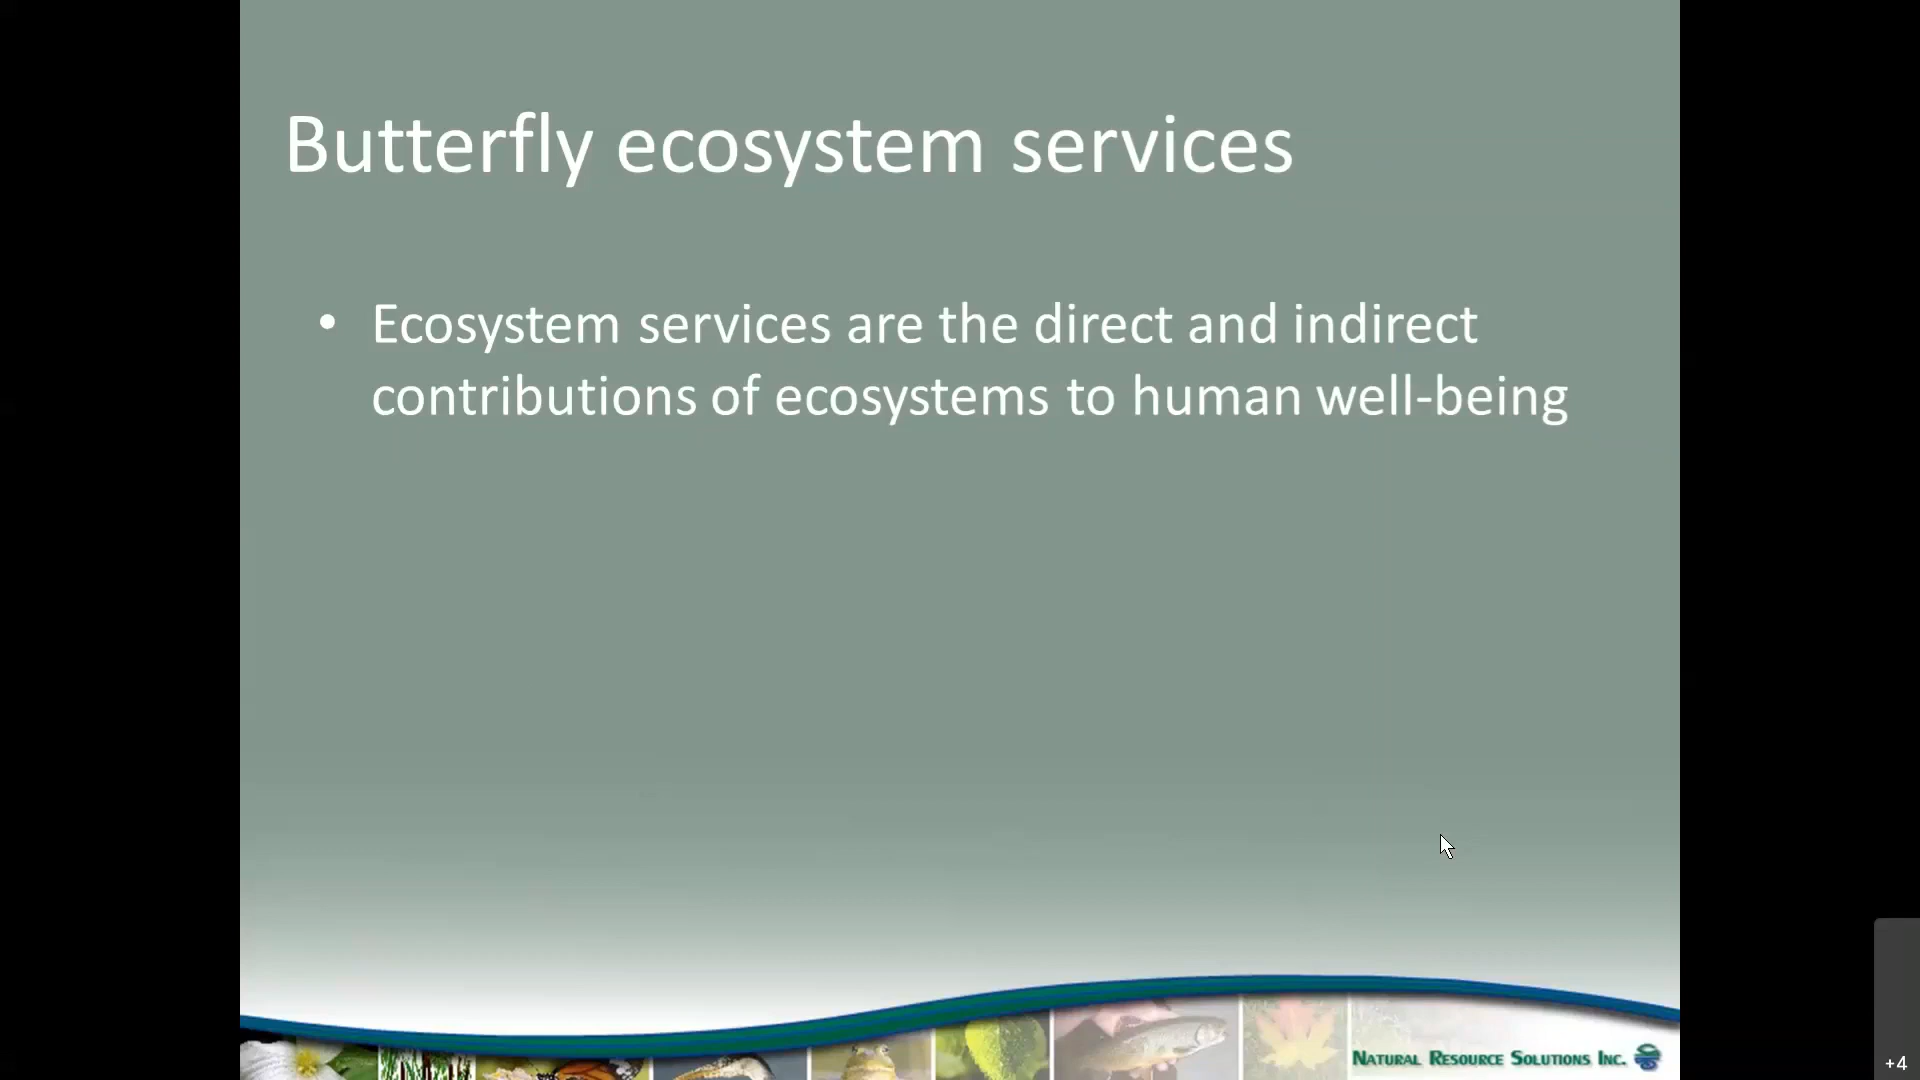 Butterfly ecosystem services
• Ecosystem services are the direct and indirect
contributions of ecosystems to human well-being
NATURAL RESOURCE SOLUTIONS INC.
+4